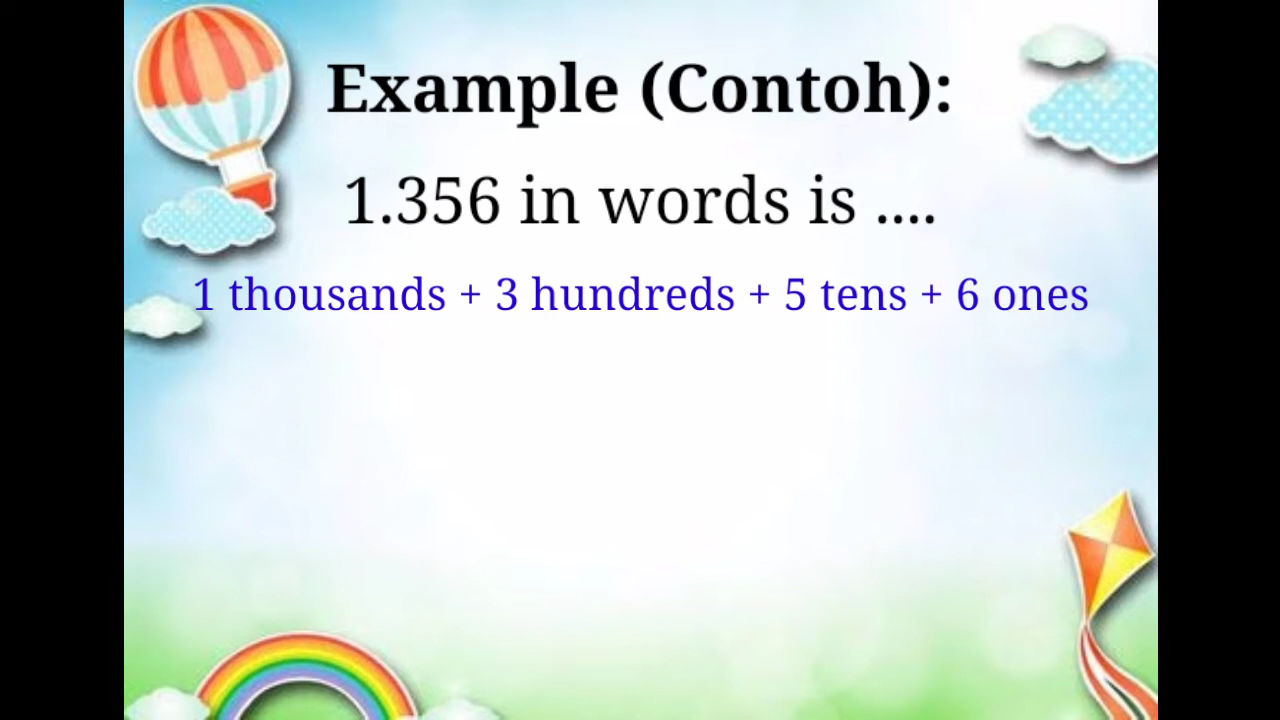 Example (Contoh):
1.356 in words is ....
1 thousands + 3 hundreds + 5 tens + 6 ones